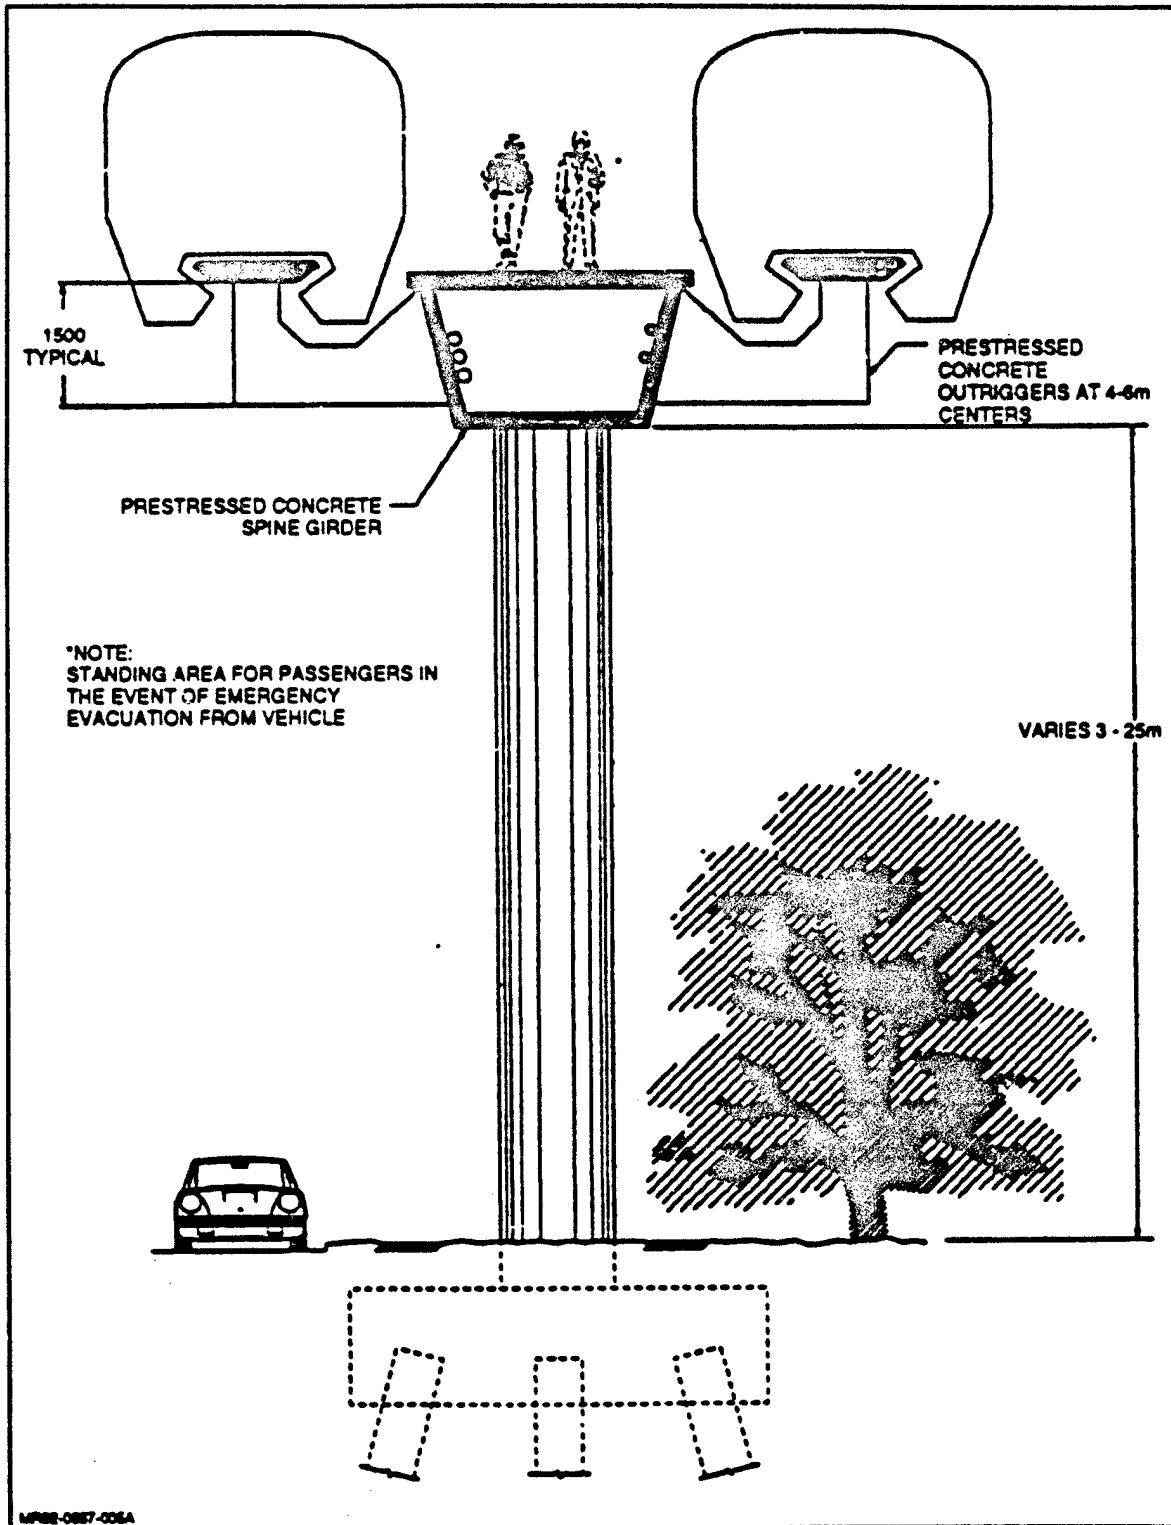 1500
TYPICAL
PRESTRESSED
CONCRETE
OUTRIGGERS AT 4-6m
CENTERS
PRESTRESSED CONCRETE
SPINE GIRDER
*NOTE:
STANDING AREA FOR PASSENGERS IN
THE EVENT OF EMERGENCY
EVACUATION FROM VEHICLE
VARIES 3 - 25m